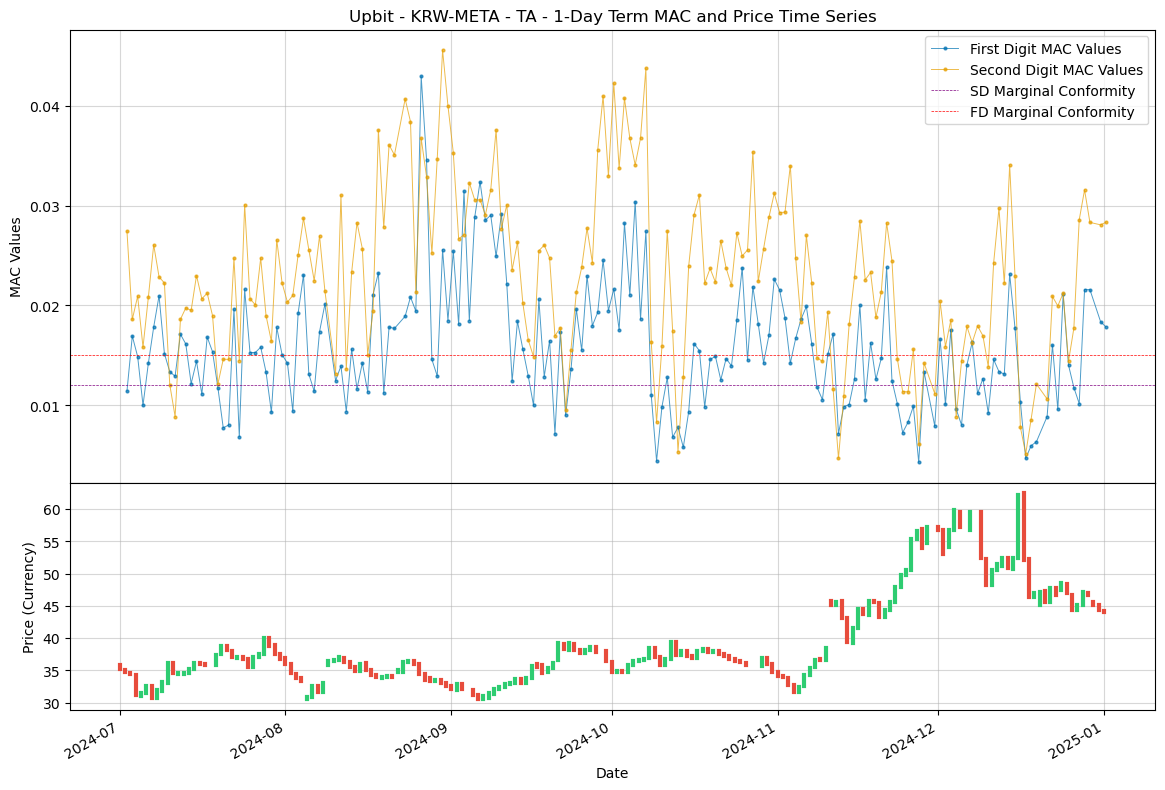 Upbit - KRW-META - TA - 1-Day Term MAC and Price Time Series
First Digit MAC Values
Second Digit MAC Values
SD Marginal Conformity
FD Marginal Conformity
MAC Values
0.04
0.03
0.02
0.01
Price (Currency)
60
55
50
45
40
35
30
2024-07
2024-08
2024-09
2024-10
2024-11
2024-12
2025-01
Date